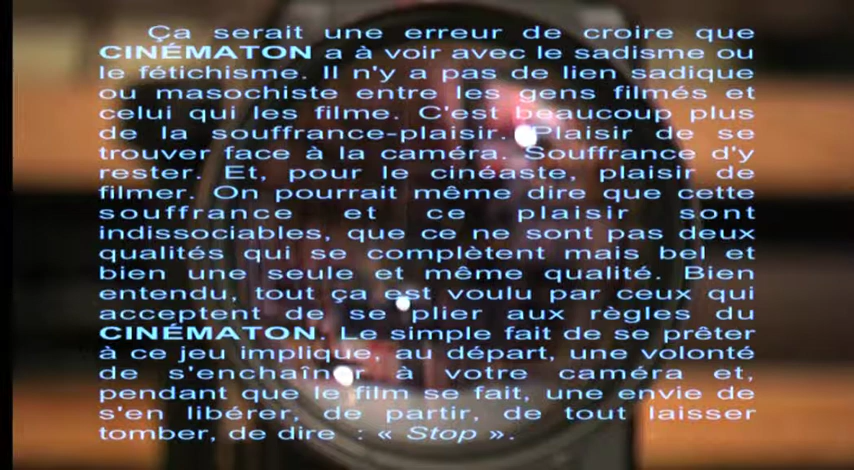 Ça serait une erreur de croire que
CINÉMATON a à voir avec le sadisme ou
le fétichisme. Il n'y a pas de lien sadique
ou masochiste entre les gens filmés et
celui qui les filme. C'est beaucoup plus
de la souffrance-plaisir. Plaisir de se
trouver face à la caméra. Souffrance d'y
rester. Et, pour le cinéaste, plaisir de
filmer. On pourrait même dire que cette
souffrance et ce plaisir sont
indissociables, que ce ne sont pas deux
qualités qui se complètent mais bel et
bien une seule et même qualité. Bien
entendu, tout ça est voulu par ceux qui
acceptent de se plier aux règles du
CINÉMATON. Le simple fait de se prêter
à ce jeu implique, au départ, une volonté
de s'enchaîner à votre caméra et,
pendant que le film se fait, une envie de
s'en libérer, de partir, de tout laisser
tomber, de dire : « Stop ».